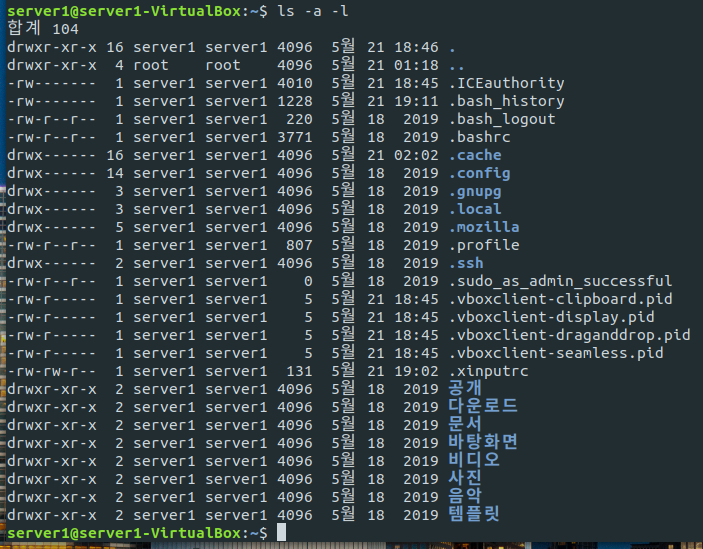 server1@server1-VirtualBox:~$ ls -a -l
합계 104
drwxr-xr-x 16 server1 server1 4096  5월 21 18:46 .
drwxr-xr-x  4 root    root    4096  5월 21 01:18 ..
-rw-------  1 server1 server1 4010  5월 21 18:45 .ICEauthority
-rw-------  1 server1 server1 1228  5월 21 19:11 .bash_history
-rw-r--r--  1 server1 server1  220  5월 18  2019 .bash_logout
-rw-r--r--  1 server1 server1 3771  5월 18  2019 .bashrc
drwx------ 16 server1 server1 4096  5월 21 02:02 .cache
drwx------ 14 server1 server1 4096  5월 18  2019 .config
drwx------  3 server1 server1 4096  5월 18  2019 .gnupg
drwx------  3 server1 server1 4096  5월 18  2019 .local
drwx------  5 server1 server1 4096  5월 18  2019 .mozilla
-rw-r--r--  1 server1 server1  807  5월 18  2019 .profile
drwx------  2 server1 server1 4096  5월 18  2019 .ssh
-rw-r--r--  1 server1 server1    0  5월 18  2019 .sudo_as_admin_successful
-rw-r-----  1 server1 server1    5  5월 21 18:45 .vboxclient-clipboard.pid
-rw-r-----  1 server1 server1    5  5월 21 18:45 .vboxclient-display.pid
-rw-r-----  1 server1 server1    5  5월 21 18:45 .vboxclient-draganddrop.pid
-rw-r-----  1 server1 server1    5  5월 21 18:45 .vboxclient-seamless.pid
-rw-rw-r--  1 server1 server1  131  5월 21 19:02 .xinputrc
drwxr-xr-x  2 server1 server1 4096  5월 18  2019 공개
drwxr-xr-x  2 server1 server1 4096  5월 18  2019 다운로드
drwxr-xr-x  2 server1 server1 4096  5월 18  2019 문서
drwxr-xr-x  2 server1 server1 4096  5월 18  2019 바탕화면
drwxr-xr-x  2 server1 server1 4096  5월 18  2019 비디오
drwxr-xr-x  2 server1 server1 4096  5월 18  2019 사진
drwxr-xr-x  2 server1 server1 4096  5월 18  2019 음악
drwxr-xr-x  2 server1 server1 4096  5월 18  2019 템플릿
server1@server1-VirtualBox:~$